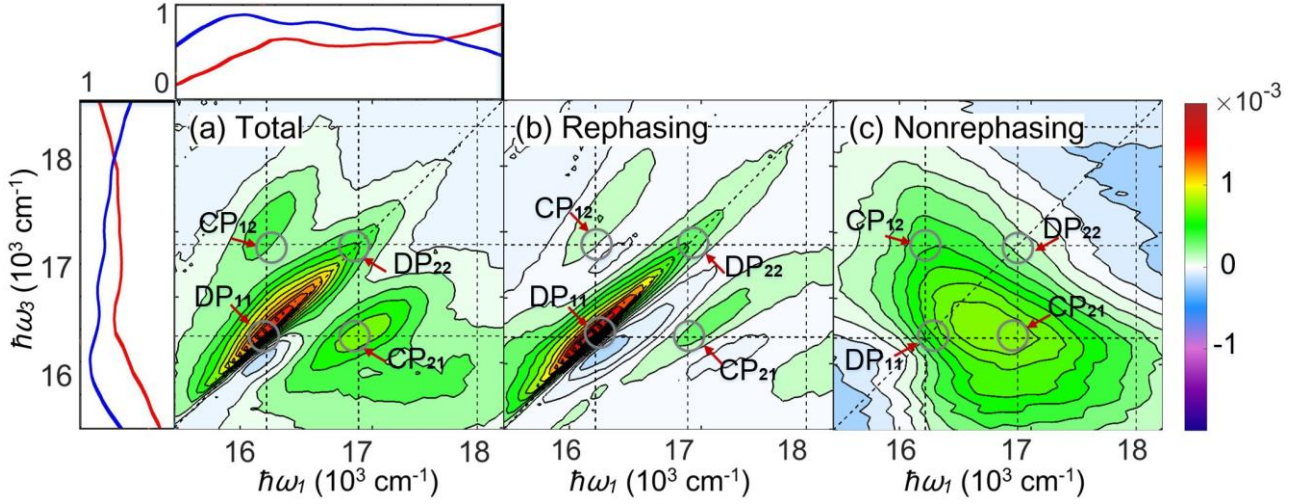 1
0
1
(a) Total
(b) Rephasing
(c) Nonrephasing
×10⁻³
18
17
16
ħω₃ (10³ cm⁻¹)
CP₁₂
DP₂₂
DP₁₁
CP₂₁
CP₁₂
DP₂₂
DP₁₁
CP₂₁
CP₁₂
DP₂₂
CP₂₁
DP₁₁
1
0
-1
16 17 18
16 17 18
16 17 18
ħω₁ (10³ cm⁻¹)
ħω₁ (10³ cm⁻¹)
ħω₁ (10³ cm⁻¹)